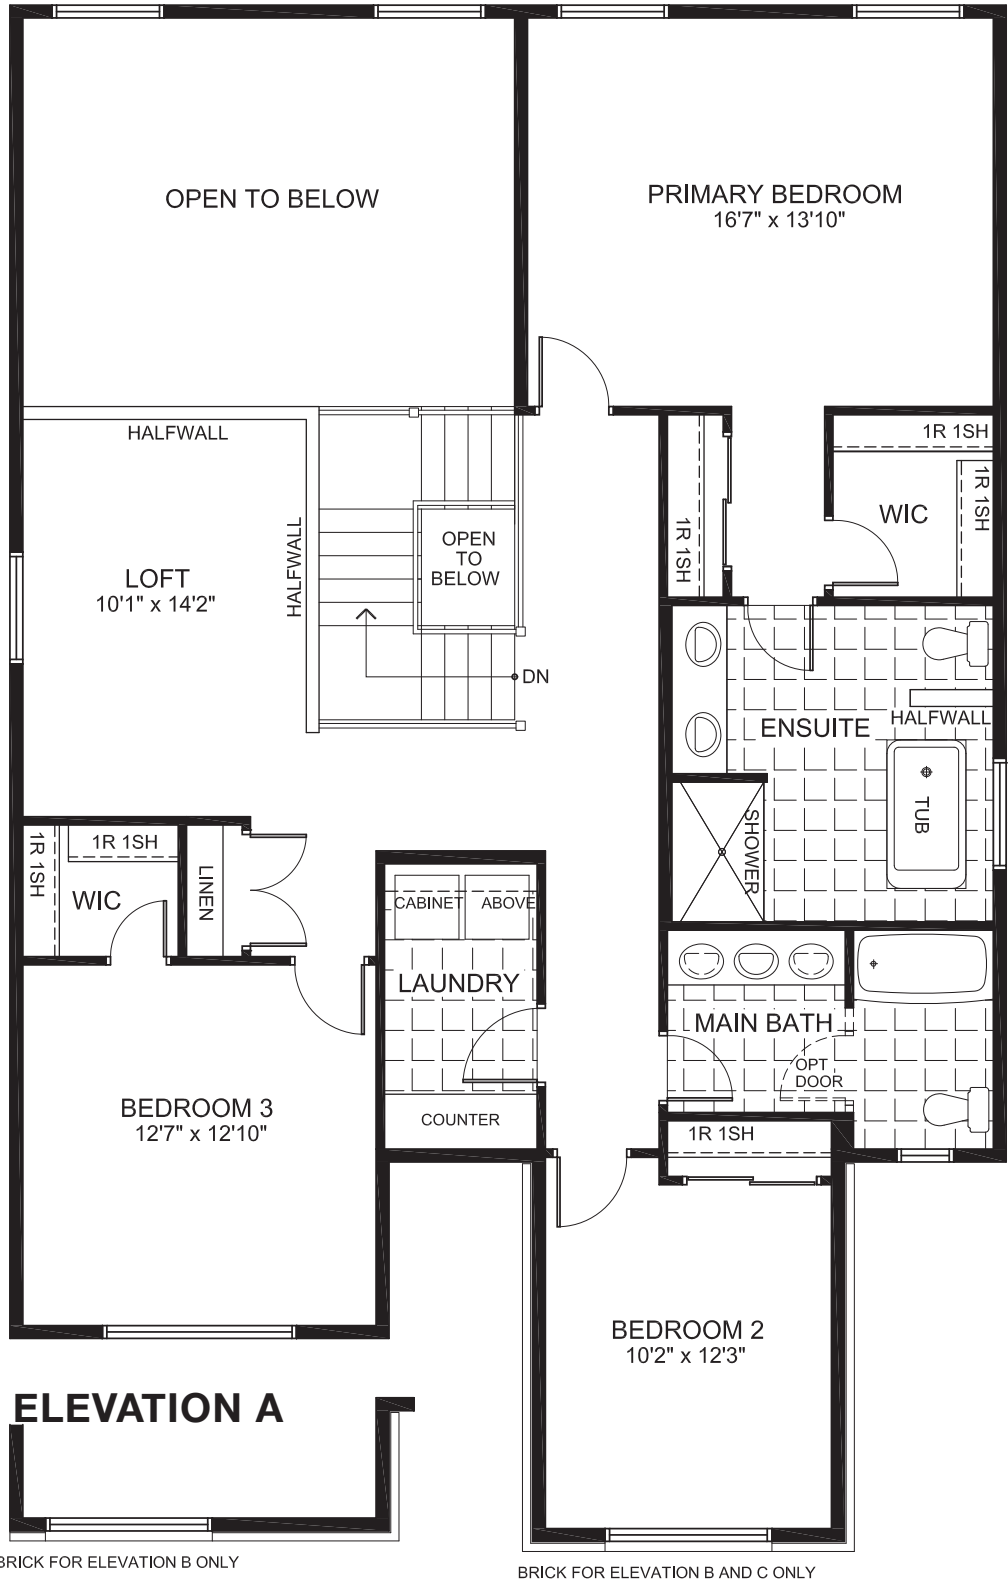 OPEN TO BELOW
PRIMARY BEDROOM
16'7" x 13'10"
HALFWALL
HALFWALL
LOFT
10'1" x 14'2"
OPEN
TO
BELOW
DN
1R 1SH
1R 1SH
1R 1SH
WIC
ENSUITE
HALFWALL
TUB
SHOWER
1R 1SH
1R 1SH
WIC
LINEN
CABINET
ABOVE
LAUNDRY
COUNTER
MAIN BATH
OPT
DOOR
1R 1SH
BEDROOM 3
12'7" x 12'10"
BEDROOM 2
10'2" x 12'3"
ELEVATION A
BRICK FOR ELEVATION B ONLY
BRICK FOR ELEVATION B AND C ONLY